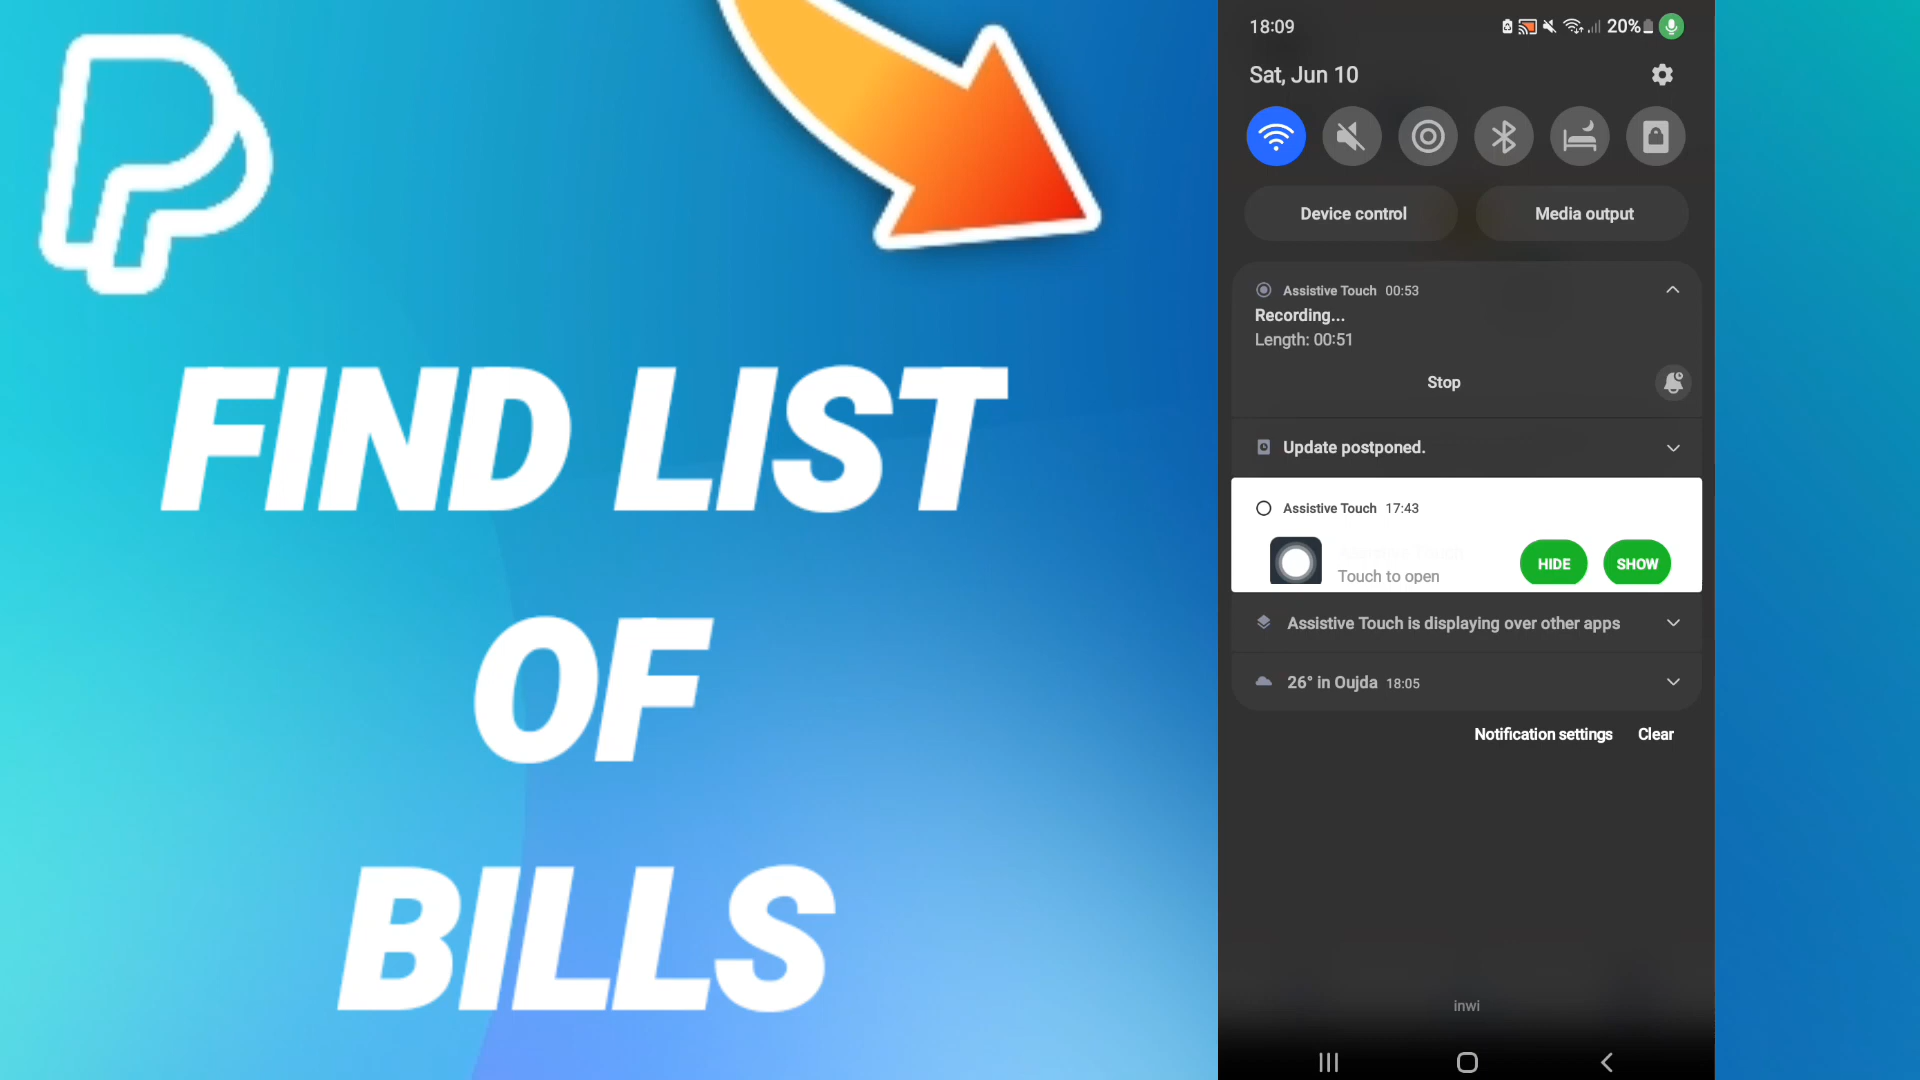 FIND LIST
OF
BILLS
18:09
20%
Sat, Jun 10
Device control
Media output
Assistive Touch 00:53
Recording...
Length: 00:51
Stop
Update postponed.
Assistive Touch 17:43
Touch to open
HIDE
SHOW
Assistive Touch is displaying over other apps
26° in Oujda 18:05
Notification settings
Clear
inwi